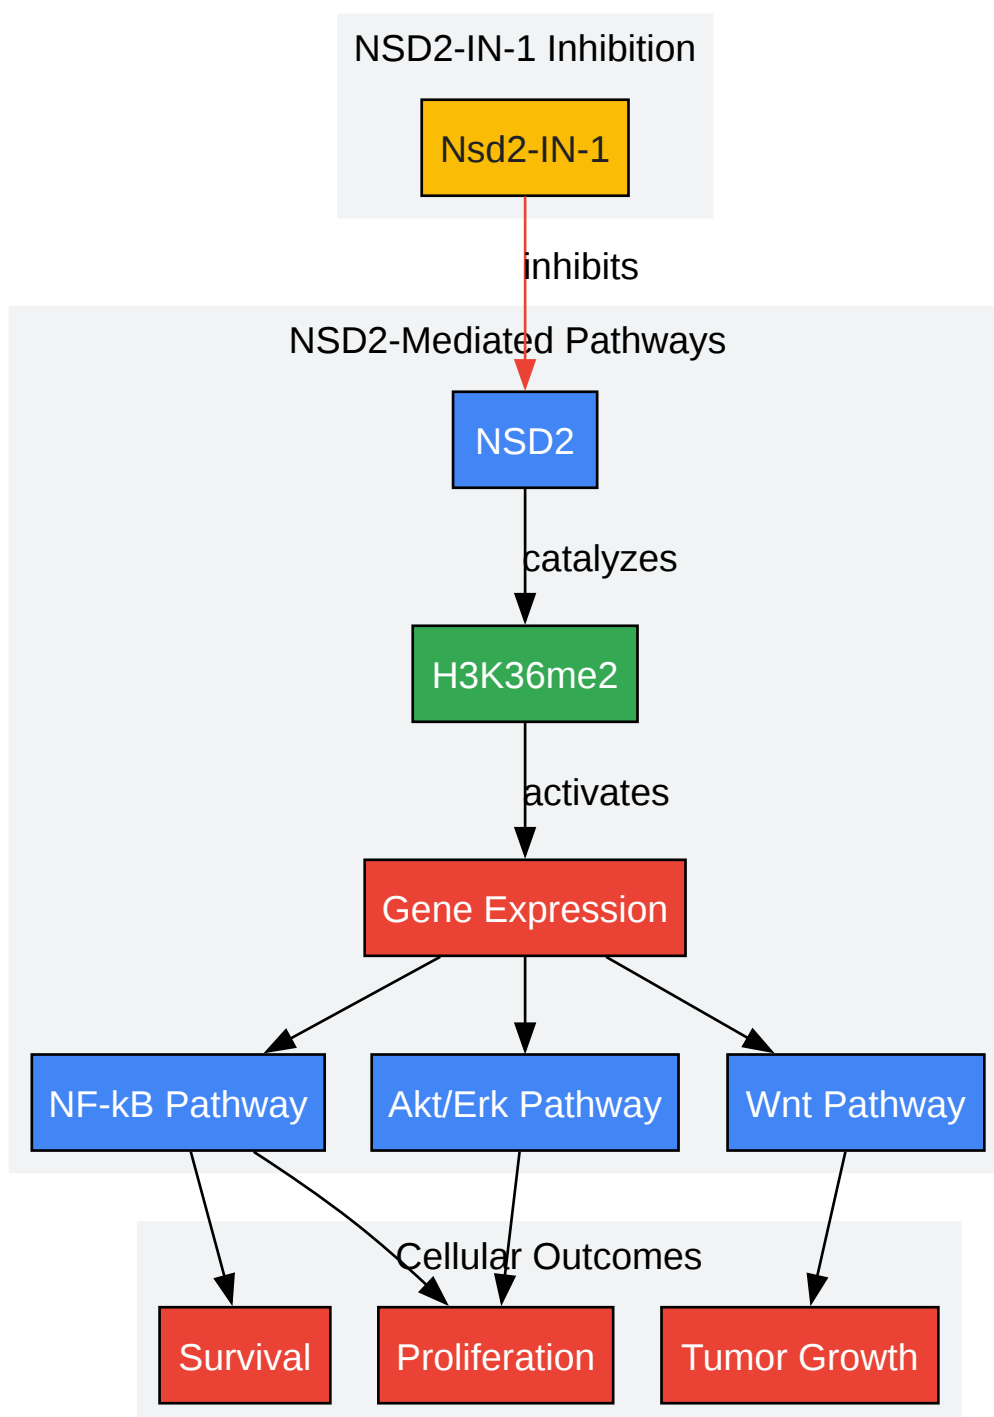 NSD2-IN-1 Inhibition
Nsd2-IN-1
inhibits
NSD2-Mediated Pathways
NSD2
catalyzes
H3K36me2
activates
Gene Expression
NF-kB Pathway
Akt/Erk Pathway
Wnt Pathway
Cellular Outcomes
Survival
Proliferation
Tumor Growth